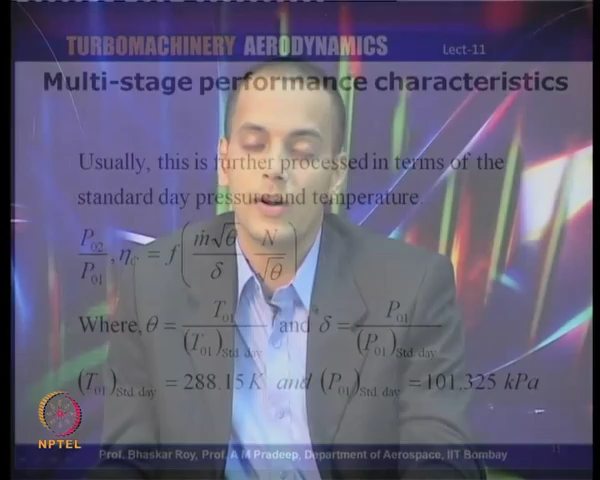 TURBOMACHINERY AERODYNAMICS
Lect-11
Multi-stage performance characteristics
Usually, this is further processed in terms of the
standard day pressure and temperature.
P₀₂/P₀₁, η_C = f(ṁ√θ/δ, N/√θ)
Where, θ = T₀₁/(T₀₁)Std. day and δ = P₀₁/(P₀₁)Std. day
(T₀₁)Std. day = 288.15 K and (P₀₁)Std. day = 101.325 kPa
NPTEL
Prof. Bhaskar Roy, Prof. A M Pradeep, Department of Aerospace, IIT Bombay
11